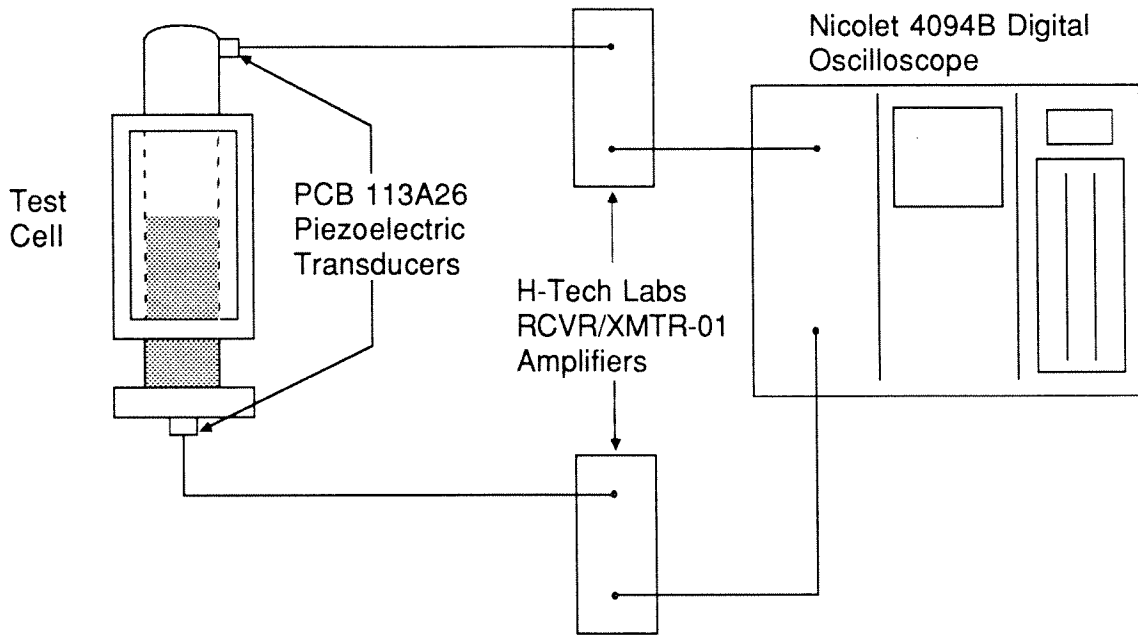 Nicolet 4094B Digital
Oscilloscope
Test
Cell
PCB 113A26
Piezoelectric
Transducers
H-Tech Labs
RCVR/XMTR-01
Amplifiers